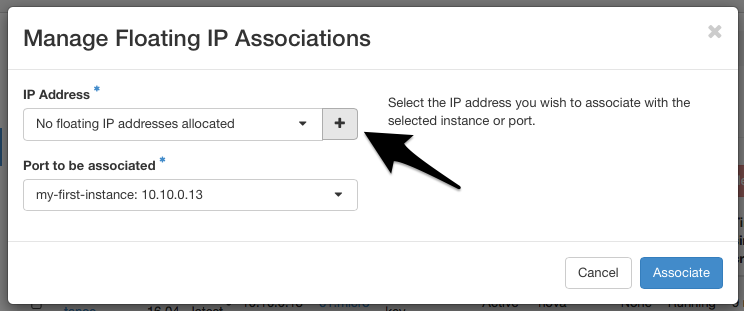 Manage Floating IP Associations
×
IP Address *
No floating IP addresses allocated
+
Select the IP address you wish to associate with the
selected instance or port.
Port to be associated *
my-first-instance: 10.10.0.13
Cancel
Associate